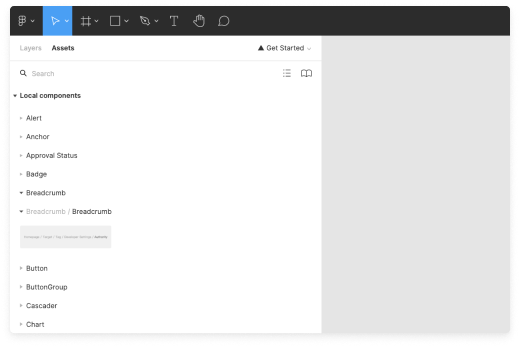 Layers Assets ▲ Get Started
Search
Local components
Alert
Anchor
Approval Status
Badge
Breadcrumb
Breadcrumb / Breadcrumb
Button
ButtonGroup
Cascader
Chart